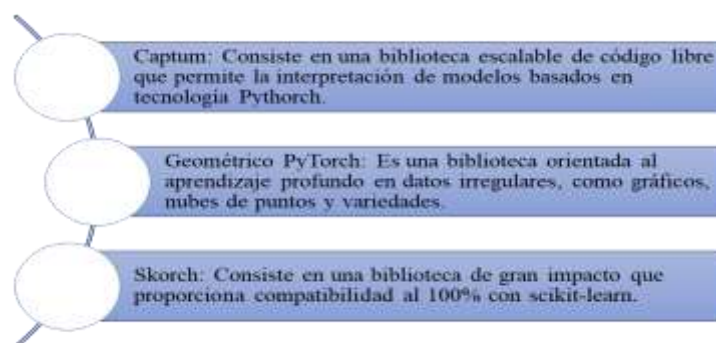 Captum: Consiste en una biblioteca escalable de código libre
que permite la interpretación de modelos basados en
tecnología Pythorch.
Geométrico PyTorch: Es una biblioteca orientada al
aprendizaje profundo en datos irregulares, como gráficos,
nubes de puntos y variedades.
Skorch: Consiste en una biblioteca de gran impacto que
proporciona compatibilidad al 100% con scikit-learn.